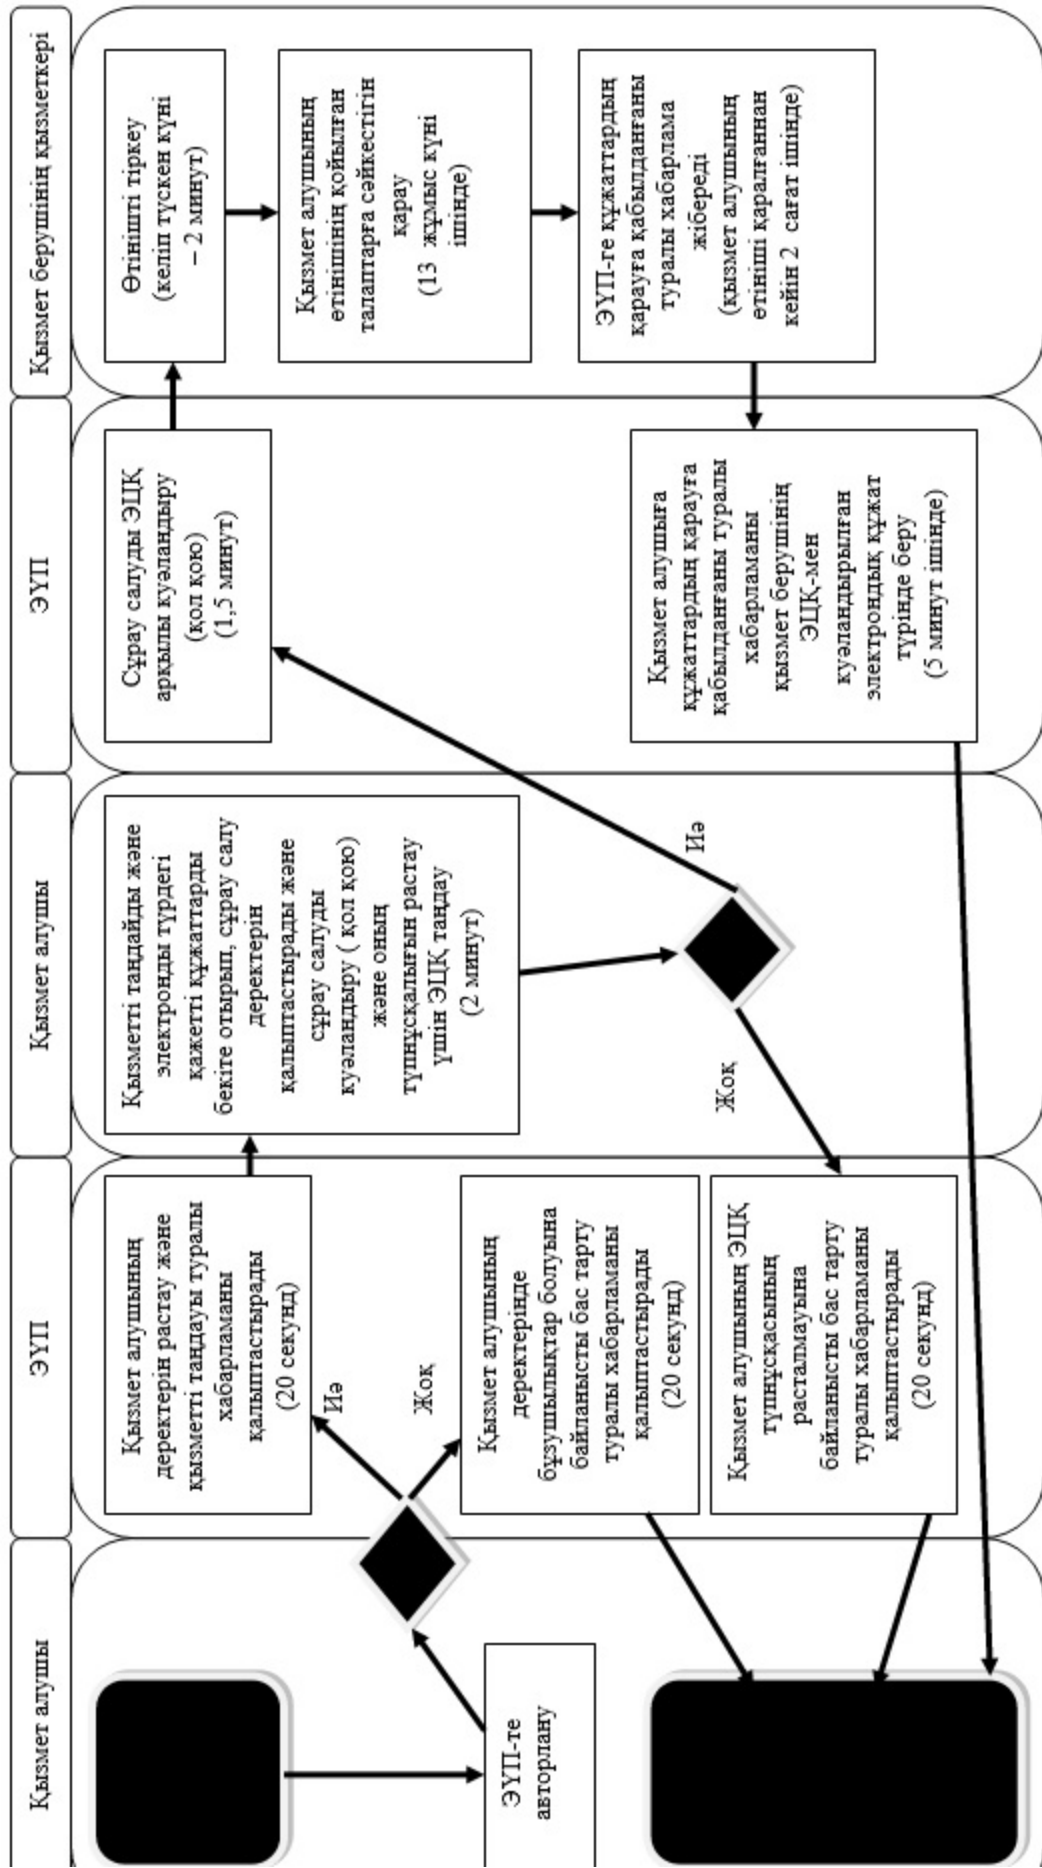 Қызмет алушы
ЭҮП
Қызмет алушы
ЭҮП
Қызмет берушінің қызметкері
ЭҮП-те
авторлану
Қызмет алушының
деректерін растау және
қызметті таңдауы туралы
хабарламаны
қалыптастырады
(20 секунд)
Иә
Жоқ
Қызмет алушының
деректерінде
бұзушылықтар болуына
байланысты бас тарту
туралы хабарламаны
қалыптастырады
(20 секунд)
Қызмет алушының ЭЦҚ
түпнұсқасының
расталмауына
байланысты бас тарту
туралы хабарламаны
қалыптастырады
(20 секунд)
Қызметті таңдайды және
электронды түрдегі
қажетті құжаттарды
бекіте отырып, сұрау салу
деректерін
қалыптастырады және
сұрау салуды
куәландыру ( қол қою)
және оның
түпнұсқалығын растау
үшін ЭЦҚ таңдау
(2 минут)
Жоқ
Иә
Сұрау салуды ЭЦҚ
арқылы куәландыру
(қол қою)
(1,5 минут)
Қызмет алушыға
құжаттардың қарауға
қабылданғаны туралы
хабарламаны
қызмет берушінің
ЭЦҚ-мен
куәландырылған
электрондық құжат
түрінде беру
(5 минут ішінде)
Өтінішті тіркеу
(келіп түскен күні
– 2 минут)
Қызмет алушының
өтінішінің қойылған
талаптарға сәйкестігін
қарау
(13 жұмыс күні
ішінде)
ЭҮП-ге құжаттардың
қарауға қабылданғаны
туралы хабарлама
жібереді
(қызмет алушының
өтініші қаралғаннан
кейін 2 сағат ішінде)